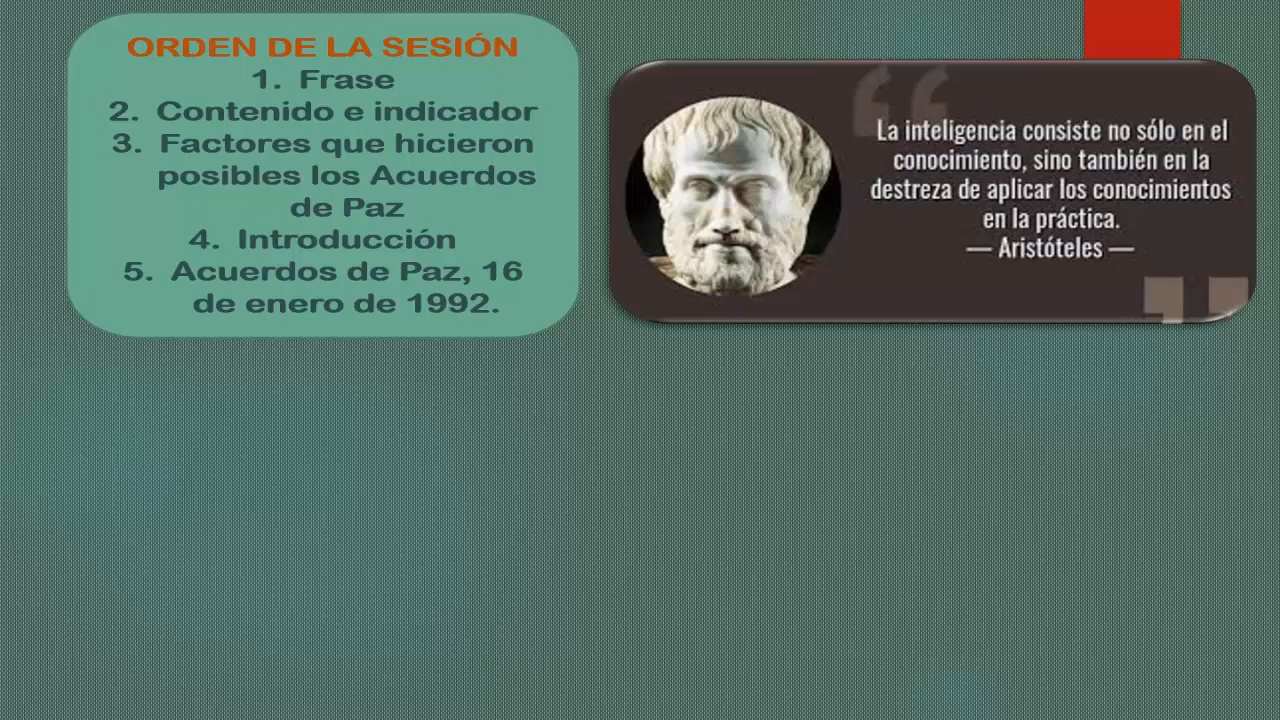 ORDEN DE LA SESIÓN
1. Frase
2. Contenido e indicador
3. Factores que hicieron
posibles los Acuerdos
de Paz
4. Introducción
5. Acuerdos de Paz, 16
de enero de 1992.
“
La inteligencia consiste no sólo en el
conocimiento, sino también en la
destreza de aplicar los conocimientos
en la práctica.
— Aristóteles —
”